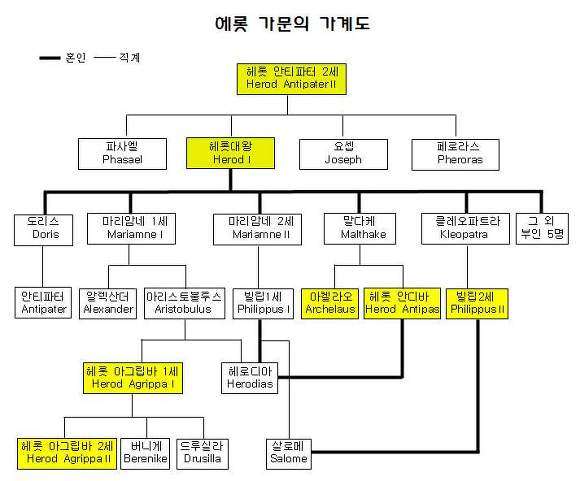 헤롯 가문의 가계도
혼인 직계
헤롯 안티파터 2세
Herod Antipater II
파사엘
Phasael
헤롯대왕
Herod I
요셉
Joseph
페로라스
Pheroras
도리스
Doris
마리암네 1세
Mariamne I
마리암네 2세
Mariamne II
말다케
Malthake
클레오파트라
Kleopatra
그 외
부인 5명
안티파터
Antipater
알렉산더
Alexander
아리스토불루스
Aristobulus
빌립1세
Philippus I
아켈라오
Archelaus
헤롯 안디바
Herod Antipas
빌립2세
Philippus II
헤롯 아그립바 1세
Herod Agrippa I
헤로디아
Herodias
헤롯 아그립바 2세
Herod Agrippa II
버니게
Berenike
드루실라
Drusilla
살로메
Salome